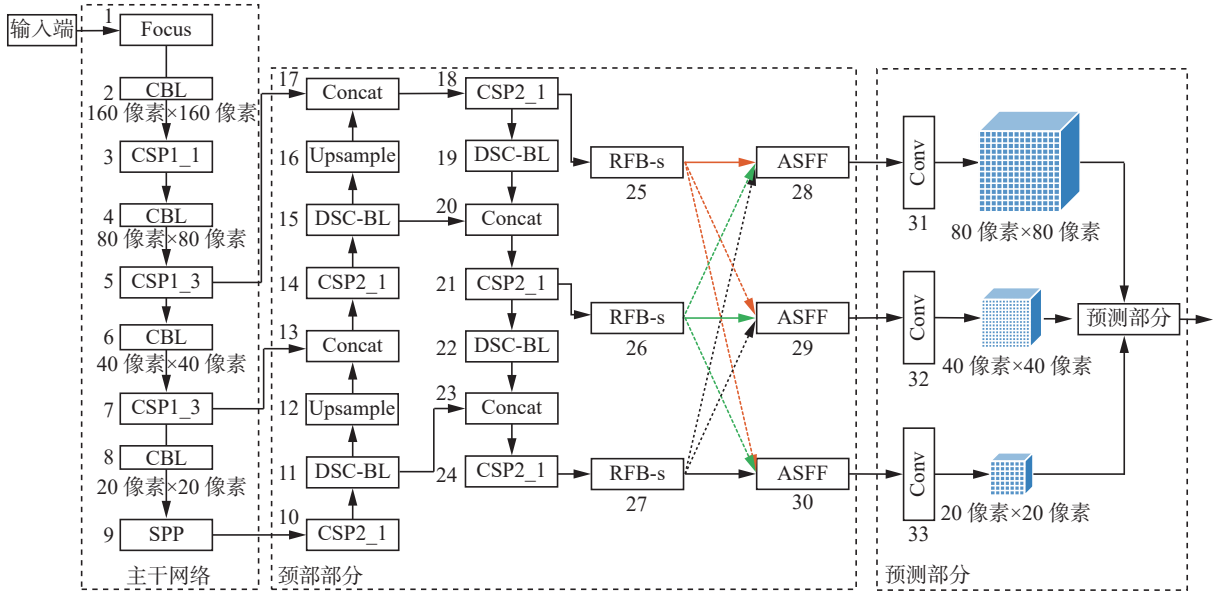 输入端
1
Focus
2
CBL
160 像素×160 像素
3
CSP1_1
4
CBL
80 像素×80 像素
5
CSP1_3
6
CBL
40 像素×40 像素
7
CSP1_3
8
CBL
20 像素×20 像素
9
SPP
主干网络
17
Concat
16
Upsample
15
DSC-BL
14
CSP2_1
13
Concat
12
Upsample
11
DSC-BL
10
CSP2_1
颈部部分
18
CSP2_1
19
DSC-BL
20
Concat
21
CSP2_1
22
DSC-BL
23
Concat
24
CSP2_1
RFB-s
25
RFB-s
26
RFB-s
27
ASFF
28
ASFF
29
ASFF
30
Conv
31
80 像素×80 像素
Conv
32
40 像素×40 像素
Conv
33
20 像素×20 像素
预测部分
预测部分